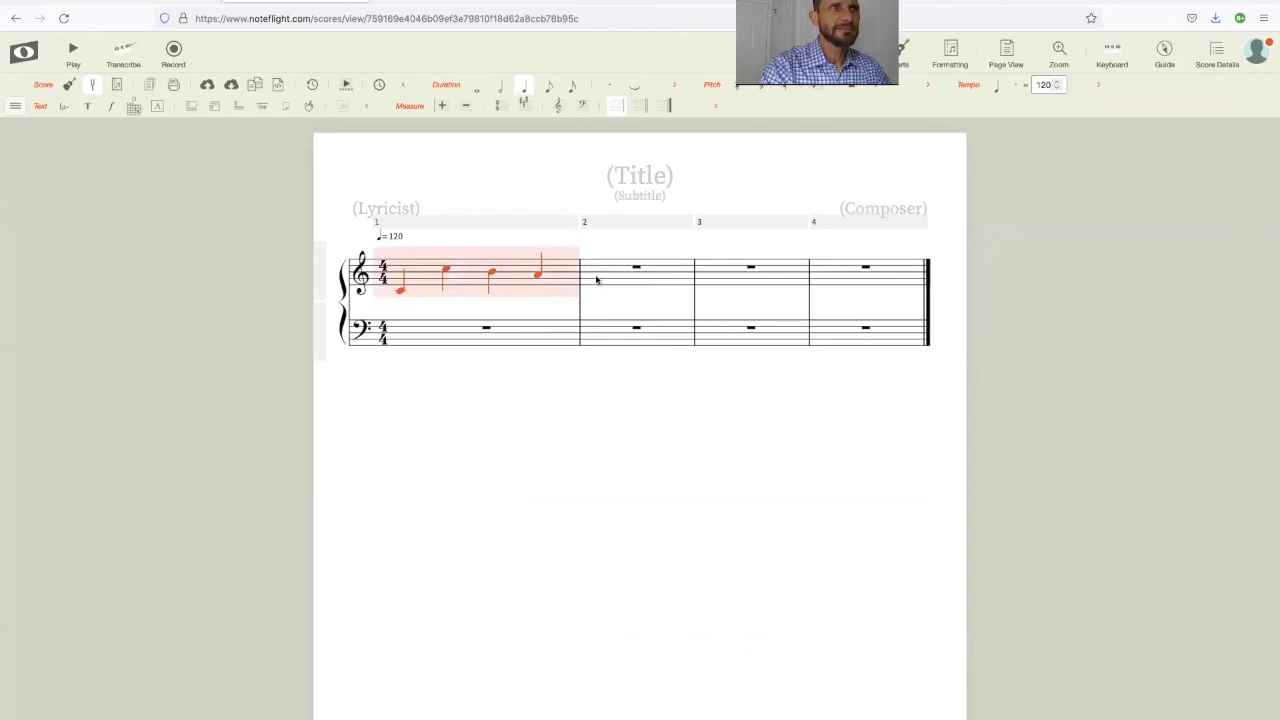 https://www.noteflight.com/scores/view/759169e4046b09ef3e79810f18d62a8ccb78b95c
Play Transcribe Record Formatting Page View Zoom Keyboard Guide Score Details
Score Duration Pitch Tempo = 120
Text Measure
(Title)
(Subtitle)
(Lyricist) (Composer)
1 2 3 4
= 120